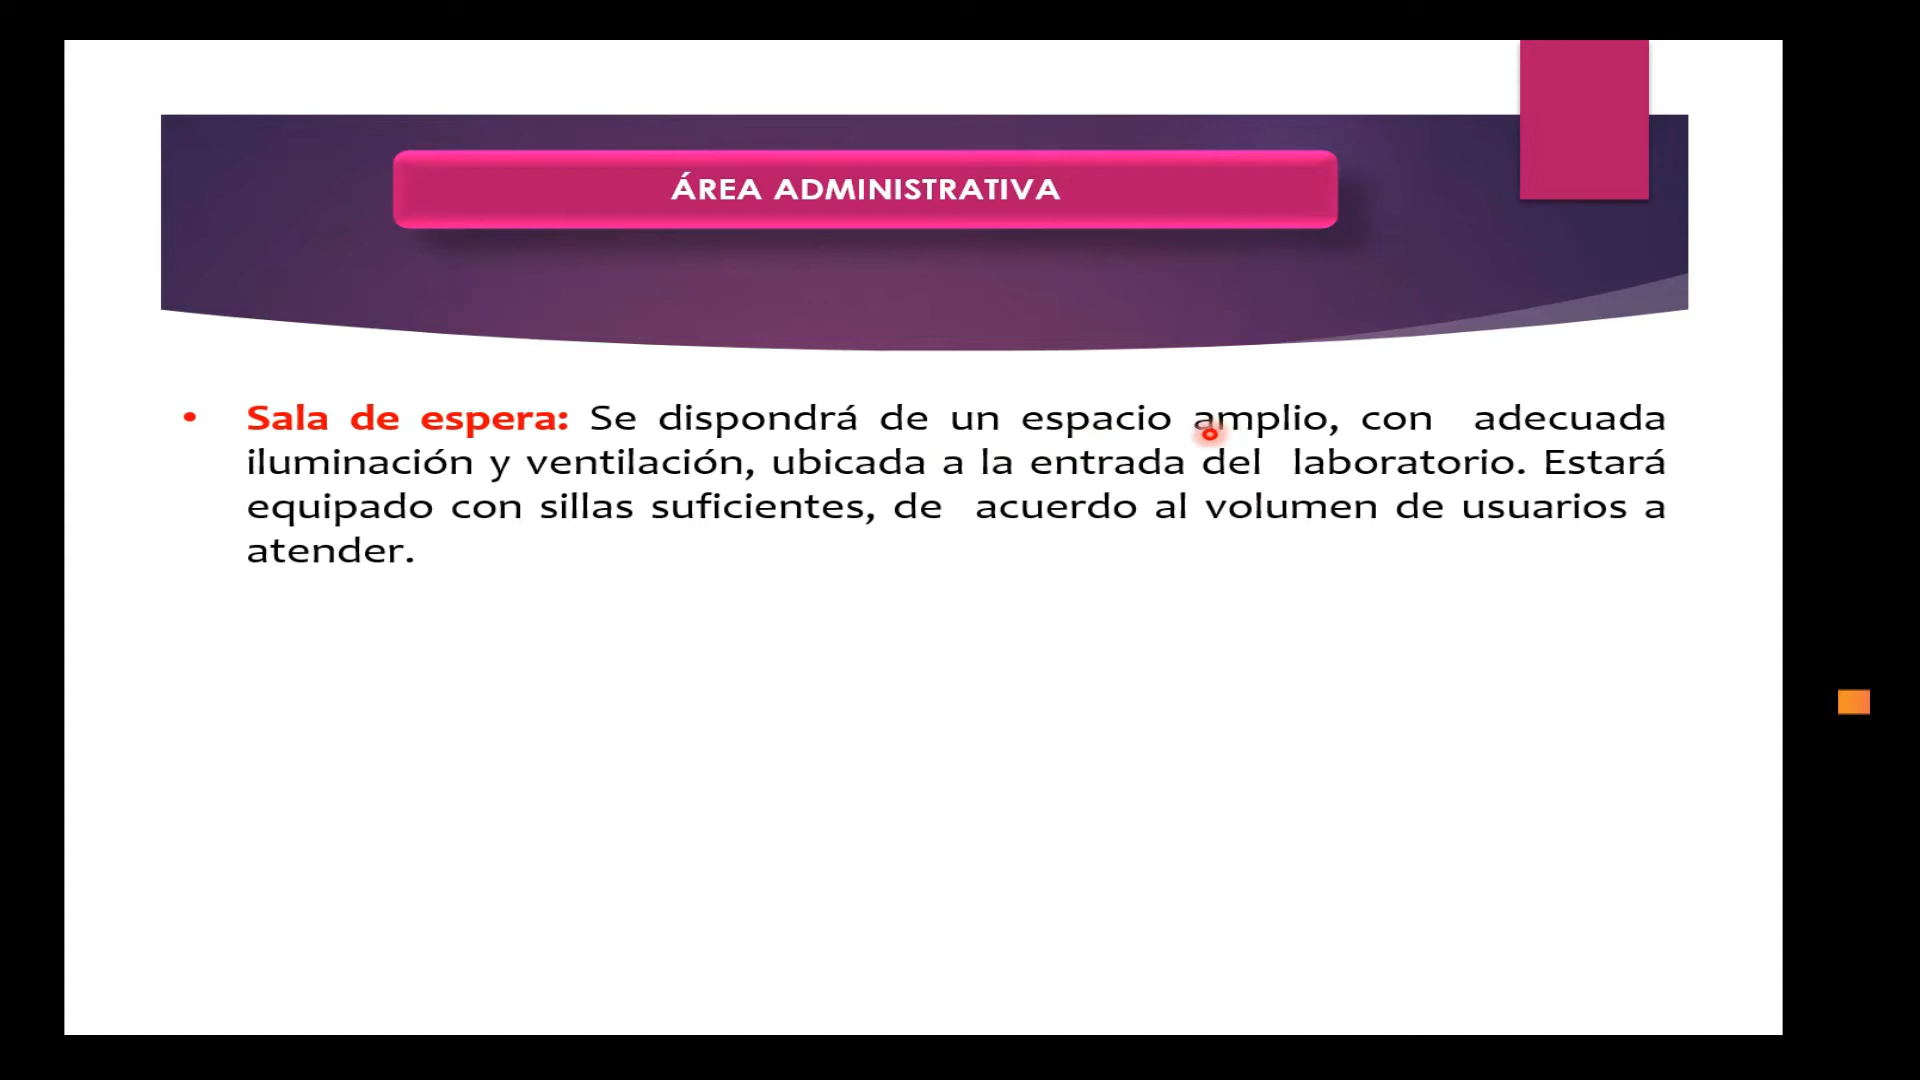 ÁREA ADMINISTRATIVA
• Sala de espera: Se dispondrá de un espacio amplio, con adecuada
iluminación y ventilación, ubicada a la entrada del laboratorio. Estará
equipado con sillas suficientes, de acuerdo al volumen de usuarios a
atender.